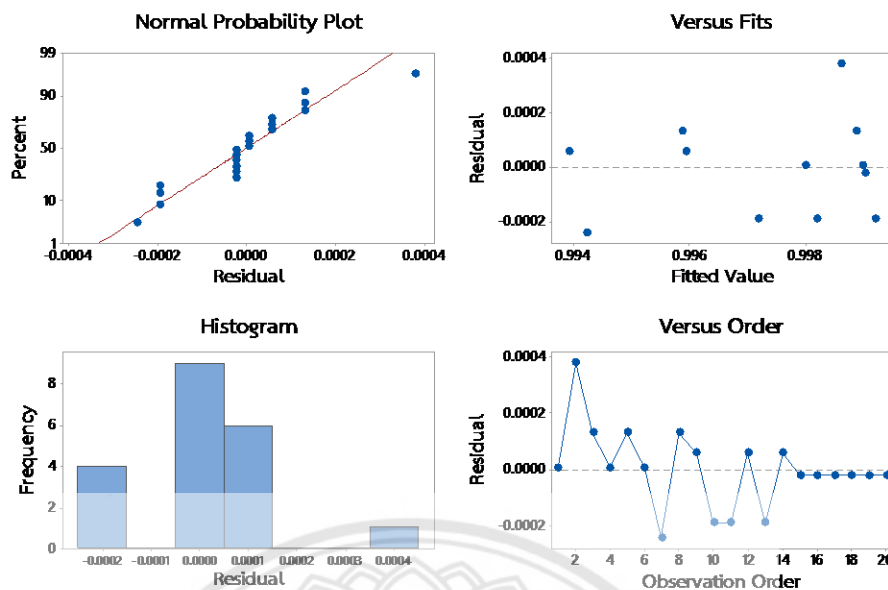 Normal Probability Plot
99
90
50
10
1
Percent
-0.0004 -0.0002 0.0000 0.0002 0.0004
Residual
Versus Fits
0.0004
0.0002
0.0000
-0.0002
Residual
0.994 0.996 0.998
Fitted Value
Histogram
8
6
4
2
0
Frequency
-0.0002 -0.0001 0.0000 0.0001 0.0002 0.0003 0.0004
Residual
Versus Order
0.0004
0.0002
0.0000
-0.0002
Residual
2 4 6 8 10 12 14 16 18 20
Observation Order